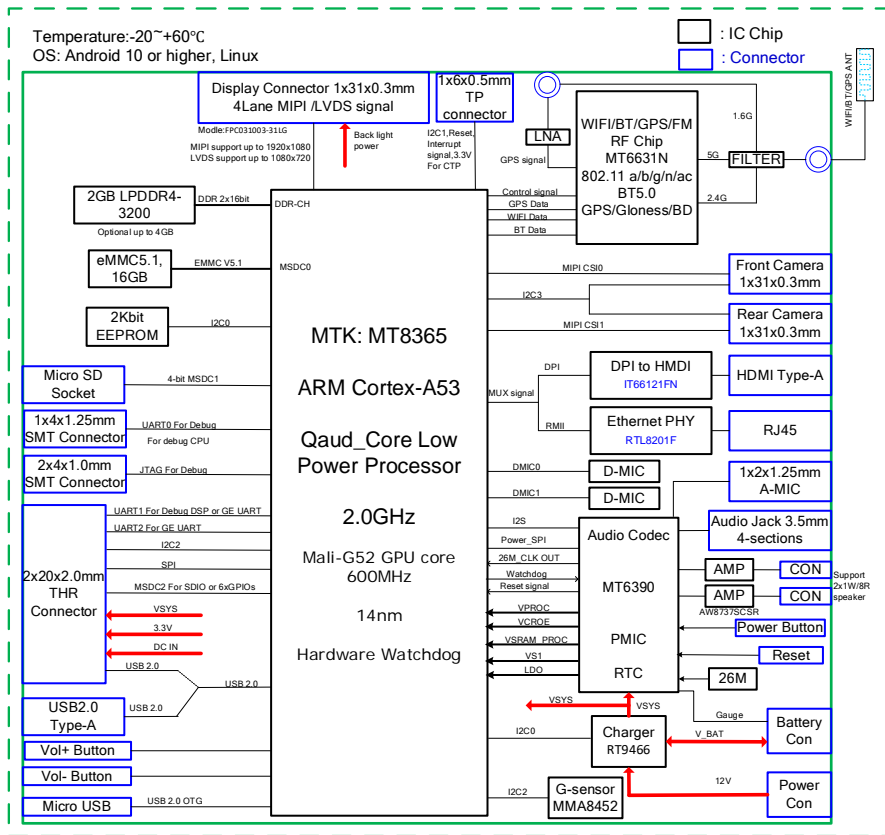 Temperature:-20~+60℃
OS: Android 10 or higher, Linux
: IC Chip
: Connector
Display Connector 1x31x0.3mm
4Lane MIPI /LVDS signal
Modle:FPC031003-31LG
MIPI support up to 1920x1080
LVDS support up to 1080x720
Back light
power
1x6x0.5mm
TP
connector
I2C1,Reset,
Interrupt
signal,3.3V
For CTP
LNA
GPS signal
WIFI/BT/GPS/FM
RF Chip
MT6631N
802.11 a/b/g/n/ac
BT5.0
GPS/Gloness/BD
1.6G
5G
2.4G
FILTER
WIFI/BT/GPS ANT
Control signal
GPS Data
WIFI Data
BT Data
2GB LPDDR4-
3200
Optional up to 4GB
DDR 2x16bit
DDR-CH
eMMC5.1,
16GB
EMMC V5.1
MSDC0
2Kbit
EEPROM
I2C0
Micro SD
Socket
4-bit MSDC1
1x4x1.25mm
SMT Connector
UART0 For Debug
For debug CPU
2x4x1.0mm
SMT Connector
JTAG For Debug
2x20x2.0mm
THR
Connector
UART1 For Debug DSP or GE UART
UART2 For GE UART
I2C2
SPI
MSDC2 For SDIO or 6xGPIOs
VSYS
3.3V
DC IN
USB 2.0
USB2.0
Type-A
USB 2.0
USB 2.0
Vol+ Button
Vol- Button
Micro USB
USB 2.0 OTG
MTK: MT8365
ARM Cortex-A53
Qaud_Core Low
Power Processor
2.0GHz
Mali-G52 GPU core
600MHz
14nm
Hardware Watchdog
MIPI CSI0
I2C3
MIPI CSI1
Front Camera
1x31x0.3mm
Rear Camera
1x31x0.3mm
MUX signal
DPI
RMII
DPI to HMDI
IT66121FN
HDMI Type-A
Ethernet PHY
RTL8201F
RJ45
DMIC0
D-MIC
DMIC1
D-MIC
1x2x1.25mm
A-MIC
I2S
Power_SPI
26M_CLK OUT
Watchdog
Reset signal
VPROC
VCROE
VSRAM_PROC
VS1
LDO
Audio Codec
MT6390
PMIC
RTC
Audio Jack 3.5mm
4-sections
AMP
CON
AMP
CON
AW8737SCSR
Support
2x1W/8R
speaker
Power Button
Reset
26M
VSYS
VSYS
Gauge
I2C0
Charger
RT9466
V_BAT
Battery
Con
12V
Power
Con
I2C2
G-sensor
MMA8452